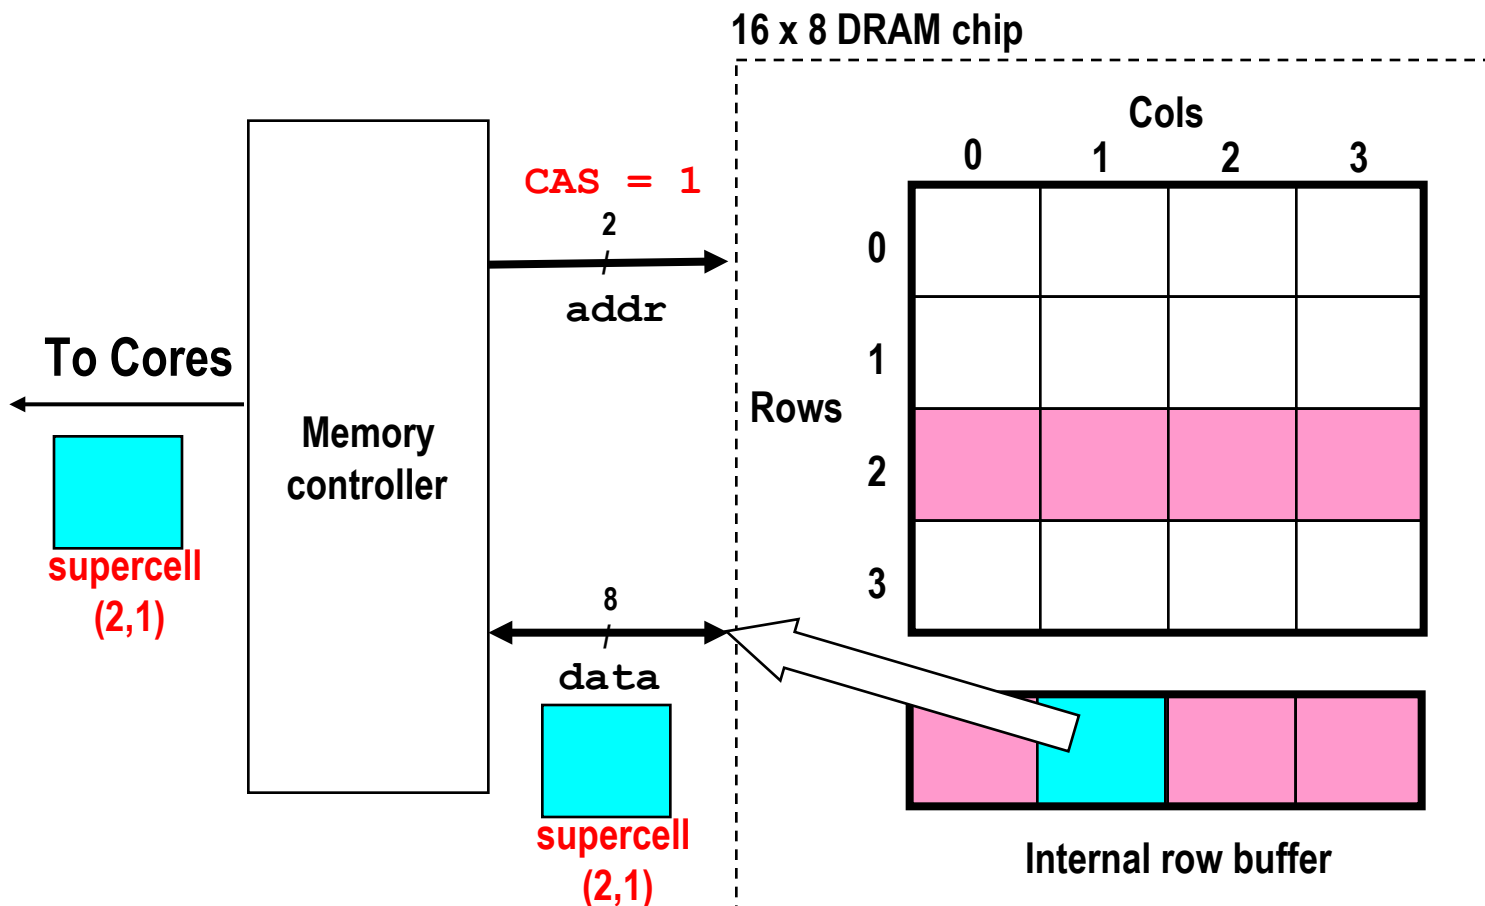 16 x 8 DRAM chip
Cols
0 1 2 3
CAS = 1
2
addr
0
1
Rows
2
3
To Cores
Memory
controller
supercell
(2,1)
8
data
supercell
(2,1)
Internal row buffer